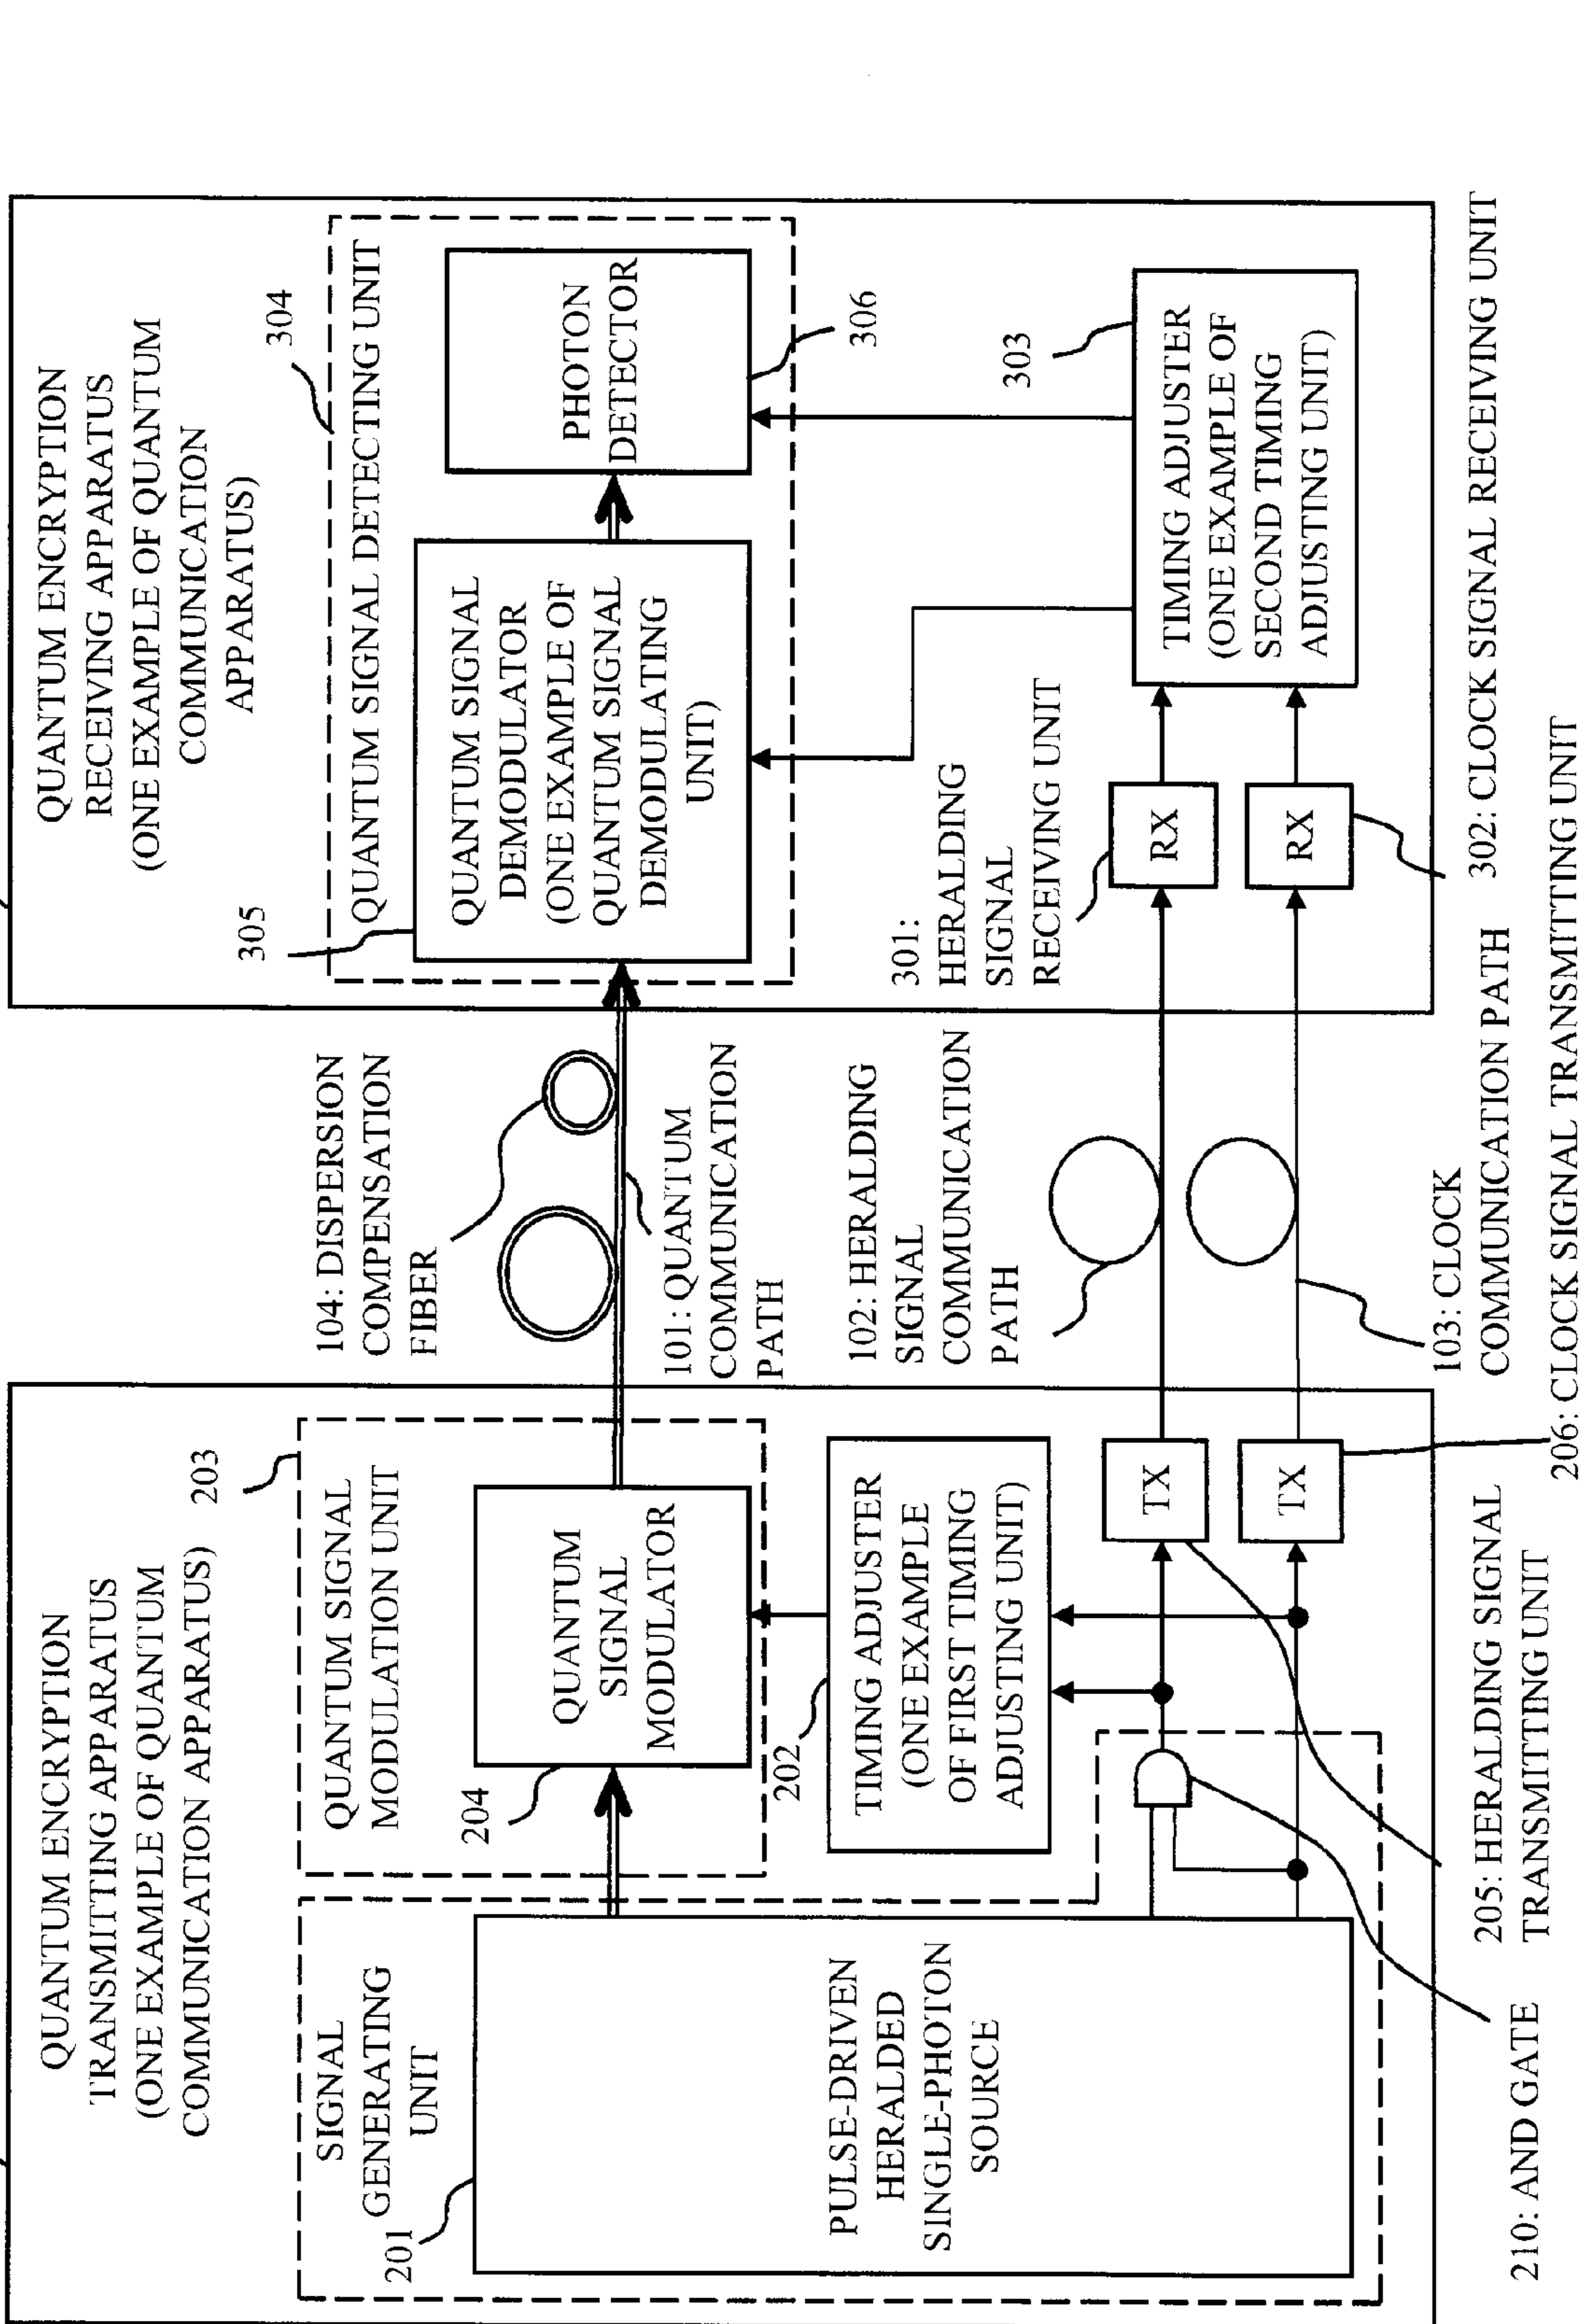 QUANTUM ENCRYPTION
TRANSMITTING APPARATUS
(ONE EXAMPLE OF QUANTUM
COMMUNICATION APPARATUS)
SIGNAL
GENERATING
UNIT
201
PULSE-DRIVEN
HERALDED
SINGLE-PHOTON
SOURCE
203
QUANTUM SIGNAL
MODULATION UNIT
204
QUANTUM
SIGNAL
MODULATOR
202
TIMING ADJUSTER
(ONE EXAMPLE
OF FIRST TIMING
ADJUSTING UNIT)
TX
TX
210: AND GATE
205: HERALDING SIGNAL
TRANSMITTING UNIT
206: CLOCK SIGNAL TRANSMITTING UNIT
104: DISPERSION
COMPENSATION
FIBER
101: QUANTUM
COMMUNICATION
PATH
102: HERALDING
SIGNAL
COMMUNICATION
PATH
103: CLOCK
COMMUNICATION PATH
QUANTUM ENCRYPTION
RECEIVING APPARATUS
(ONE EXAMPLE OF QUANTUM
COMMUNICATION
APPARATUS)
304
QUANTUM SIGNAL DETECTING UNIT
305
QUANTUM SIGNAL
DEMODULATOR
(ONE EXAMPLE OF
QUANTUM SIGNAL
DEMODULATING
UNIT)
PHOTON
DETECTOR
306
301:
HERALDING
SIGNAL
RECEIVING UNIT
RX
RX
303
TIMING ADJUSTER
(ONE EXAMPLE OF
SECOND TIMING
ADJUSTING UNIT)
302: CLOCK SIGNAL RECEIVING UNIT